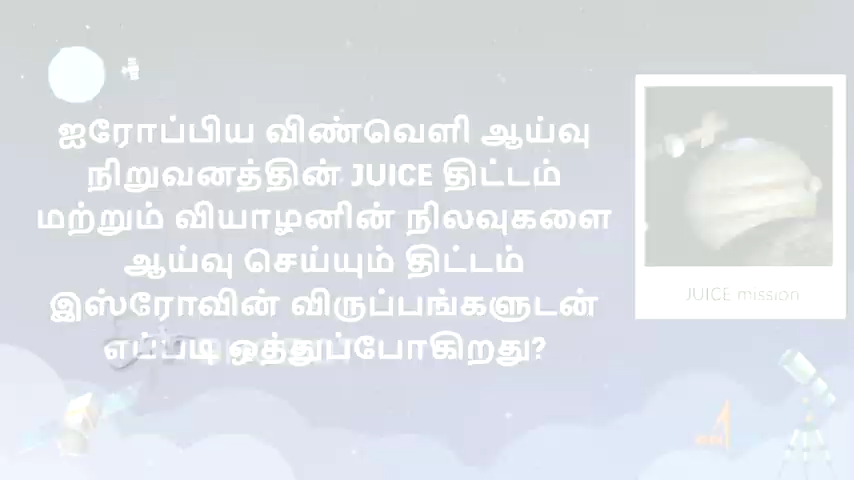 ஐரோப்பிய விண்வெளி ஆய்வு
நிறுவனத்தின் JUICE திட்டம்
மற்றும் வியாழனின் நிலவுகளை
ஆய்வு செய்யும் திட்டம்
இஸ்ரோவின் விருப்பங்களுடன்
எப்படி ஒத்துப்போகிறது?
JUICE mission